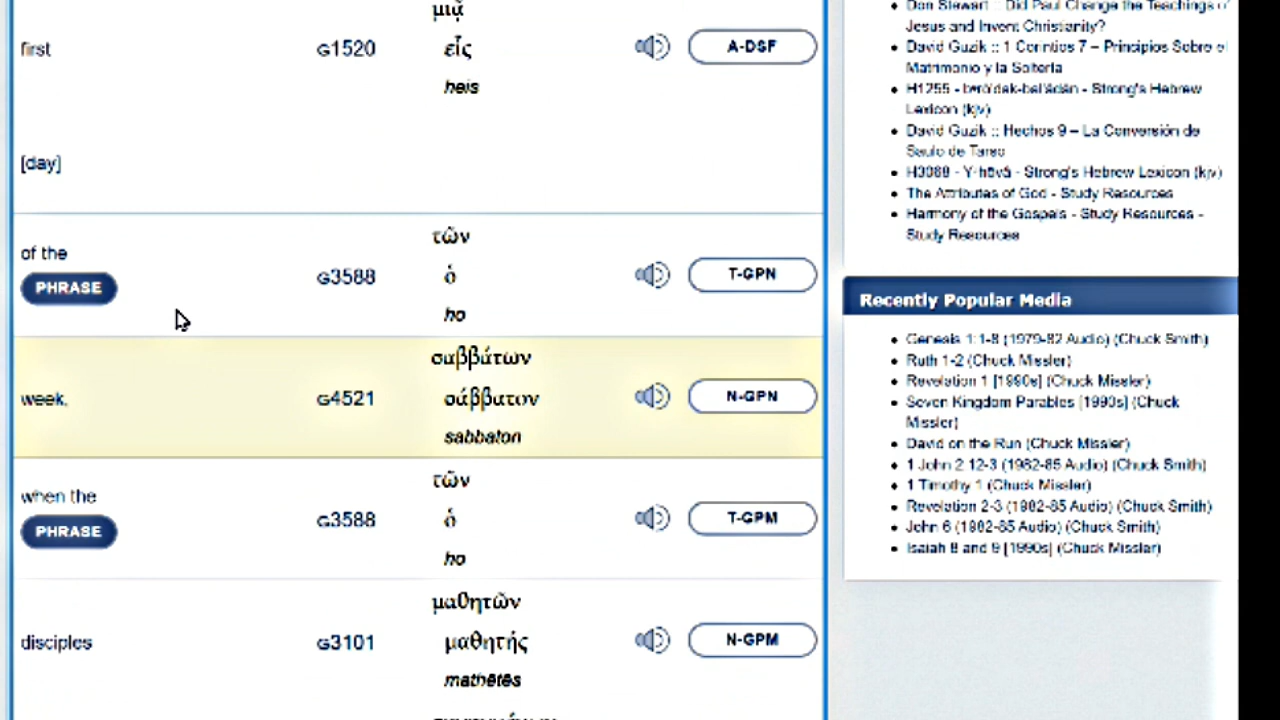 μιᾷ
first G1520 εἷς A-DSF
heis
[day]
τῶν
of the
PHRASE G3588 ὁ T-GPN
ho
σαββάτων
week, G4521 σάββατον N-GPN
sabbaton
τῶν
when the
PHRASE G3588 ὁ T-GPM
ho
μαθητῶν
disciples G3101 μαθητής N-GPM
mathētēs
Don Stewart :: Did Paul Change the Teachings of
Jesus and Invent Christianity?
David Guzik :: 1 Corintios 7 – Principios Sobre el
Matrimonio y la Soltería
H1255 - Strong's Hebrew
Lexicon (kjv)
David Guzik :: Hechos 9 – La Conversión de
Saulo de Tarso
H3068 - Strong's Hebrew Lexicon (kjv)
The Attributes of God - Study Resources
Harmony of the Gospels - Study Resources -
Study Resources
Recently Popular Media
Genesis 1:1-8 (1979-82 Audio) (Chuck Smith)
Ruth 1-2 (Chuck Missler)
Revelation 1 [1990s] (Chuck Missler)
Seven Kingdom Parables [1990s] (Chuck
Missler)
David on the Run (Chuck Missler)
1 John 2:12-3 (1982-85 Audio) (Chuck Smith)
1 Timothy 1 (Chuck Missler)
Revelation 2-3 (1982-85 Audio) (Chuck Smith)
John 6 (1982-85 Audio) (Chuck Smith)
Isaiah 8 and 9 [1990s] (Chuck Missler)